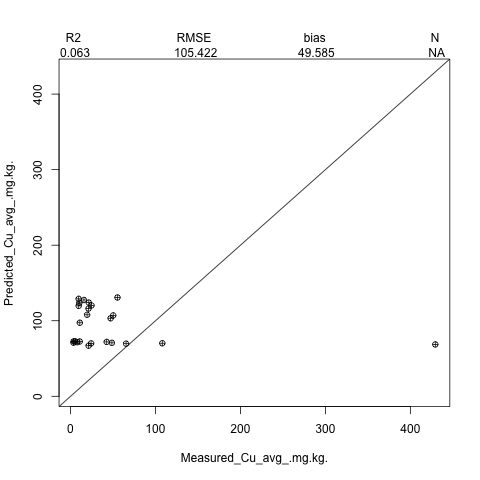 R2 RMSE bias N
0.063 105.422 49.585 NA
400
300
200
100
0
Predicted_Cu_avg_.mg.kg.
0 100 200 300 400
Measured_Cu_avg_.mg.kg.